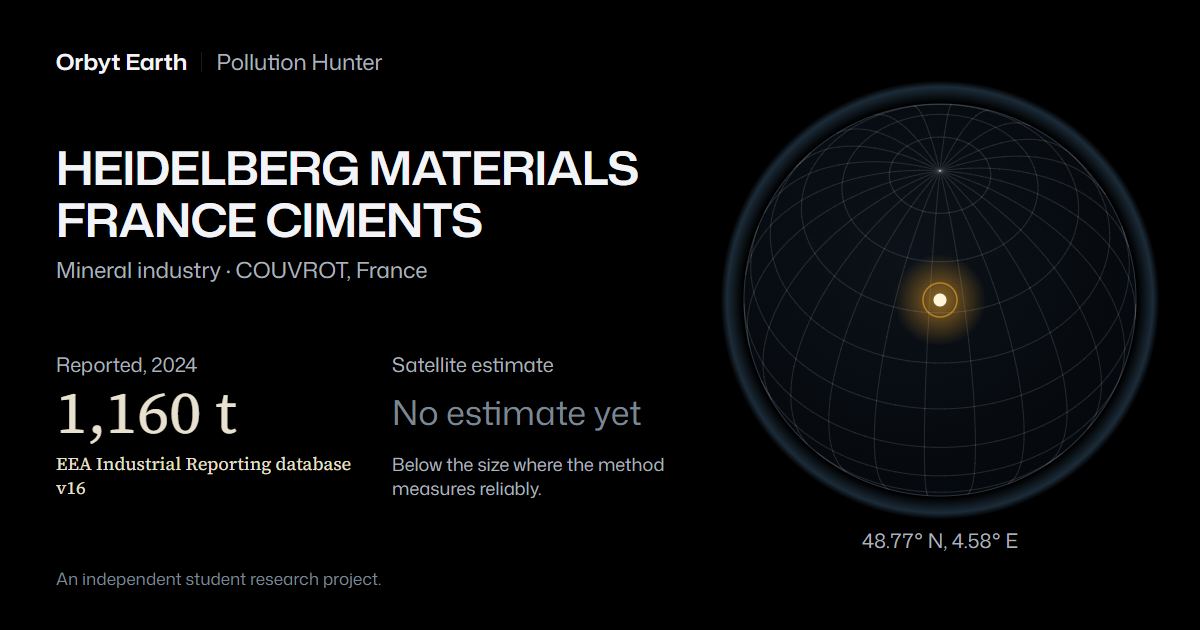 Orbyt Earth | Pollution Hunter
HEIDELBERG MATERIALS
FRANCE CIMENTS
Mineral industry · COUVROT, France
Reported, 2024
1,160 t
EEA Industrial Reporting database
v16
Satellite estimate
No estimate yet
Below the size where the method
measures reliably.
48.77° N, 4.58° E
An independent student research project.